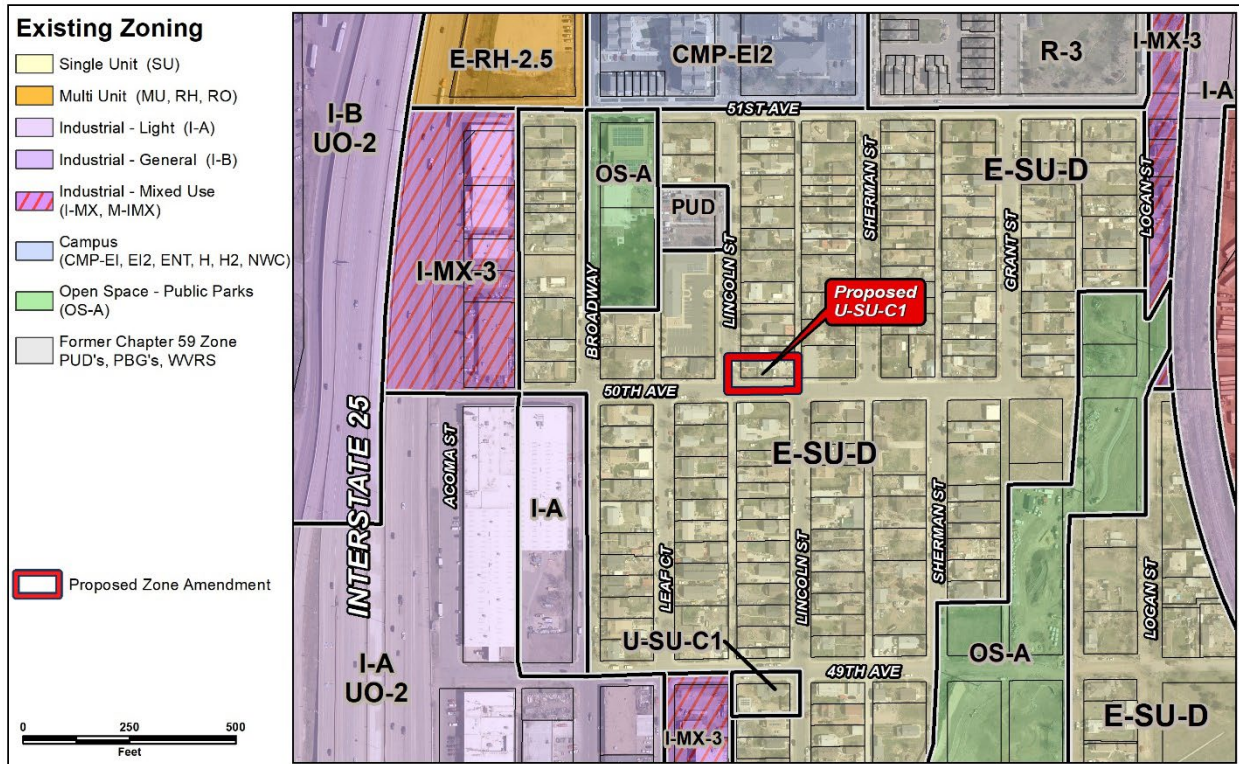 Existing Zoning
Single Unit (SU)
Multi Unit (MU, RH, RO)
Industrial - Light (I-A)
Industrial - General (I-B)
Industrial - Mixed Use
(I-MX, M-IMX)
Campus
(CMP-EI, EI2, ENT, H, H2, NWC)
Open Space - Public Parks
(OS-A)
Former Chapter 59 Zone
PUD's, PBG's, WVRS
Proposed Zone Amendment
0 250 500
Feet
E-RH-2.5
CMP-EI2
R-3
I-MX-3
I-A
I-B
UO-2
51ST AVE
OS-A
PUD
E-SU-D
I-MX-3
BROADWAY
LINCOLN ST
SHERMAN ST
GRANT ST
LOGAN ST
Proposed
U-SU-C1
50TH AVE
INTERSTATE 25
ACOMA ST
I-A
E-SU-D
LEAF CT
LINCOLN ST
SHERMAN ST
LOGAN ST
U-SU-C1
49TH AVE
I-A
UO-2
I-MX-3
OS-A
E-SU-D